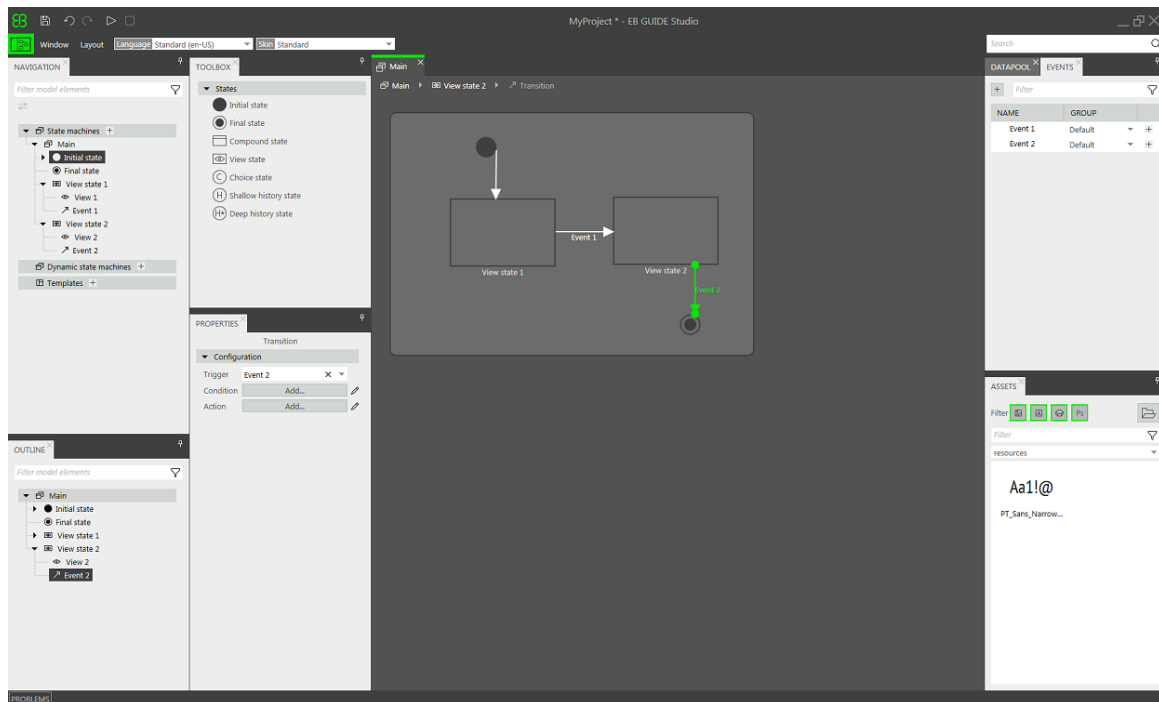 EB
MyProject * - EB GUIDE Studio
Window Layout Language Standard (en-US) Skin Standard
Search
NAVIGATION
Filter model elements
State machines +
Main
Initial state
Final state
View state 1
View 1
Event 1
View state 2
View 2
Event 2
Dynamic state machines +
Templates +
OUTLINE
Filter model elements
Main
Initial state
Final state
View state 1
View state 2
View 2
Event 2
PROBLEMS
TOOLBOX
States
Initial state
Final state
Compound state
View state
C Choice state
H Shallow history state
H* Deep history state
PROPERTIES
Transition
Configuration
Trigger Event 2
Condition Add...
Action Add...
Main
Main View state 2 Transition
Event 1
View state 1
View state 2
Event 2
DATAPOOL EVENTS
+ Filter
NAME GROUP
Event 1 Default +
Event 2 Default +
ASSETS
Filter Ps
Filter
resources
Aa1!@
PT_Sans_Narrow...